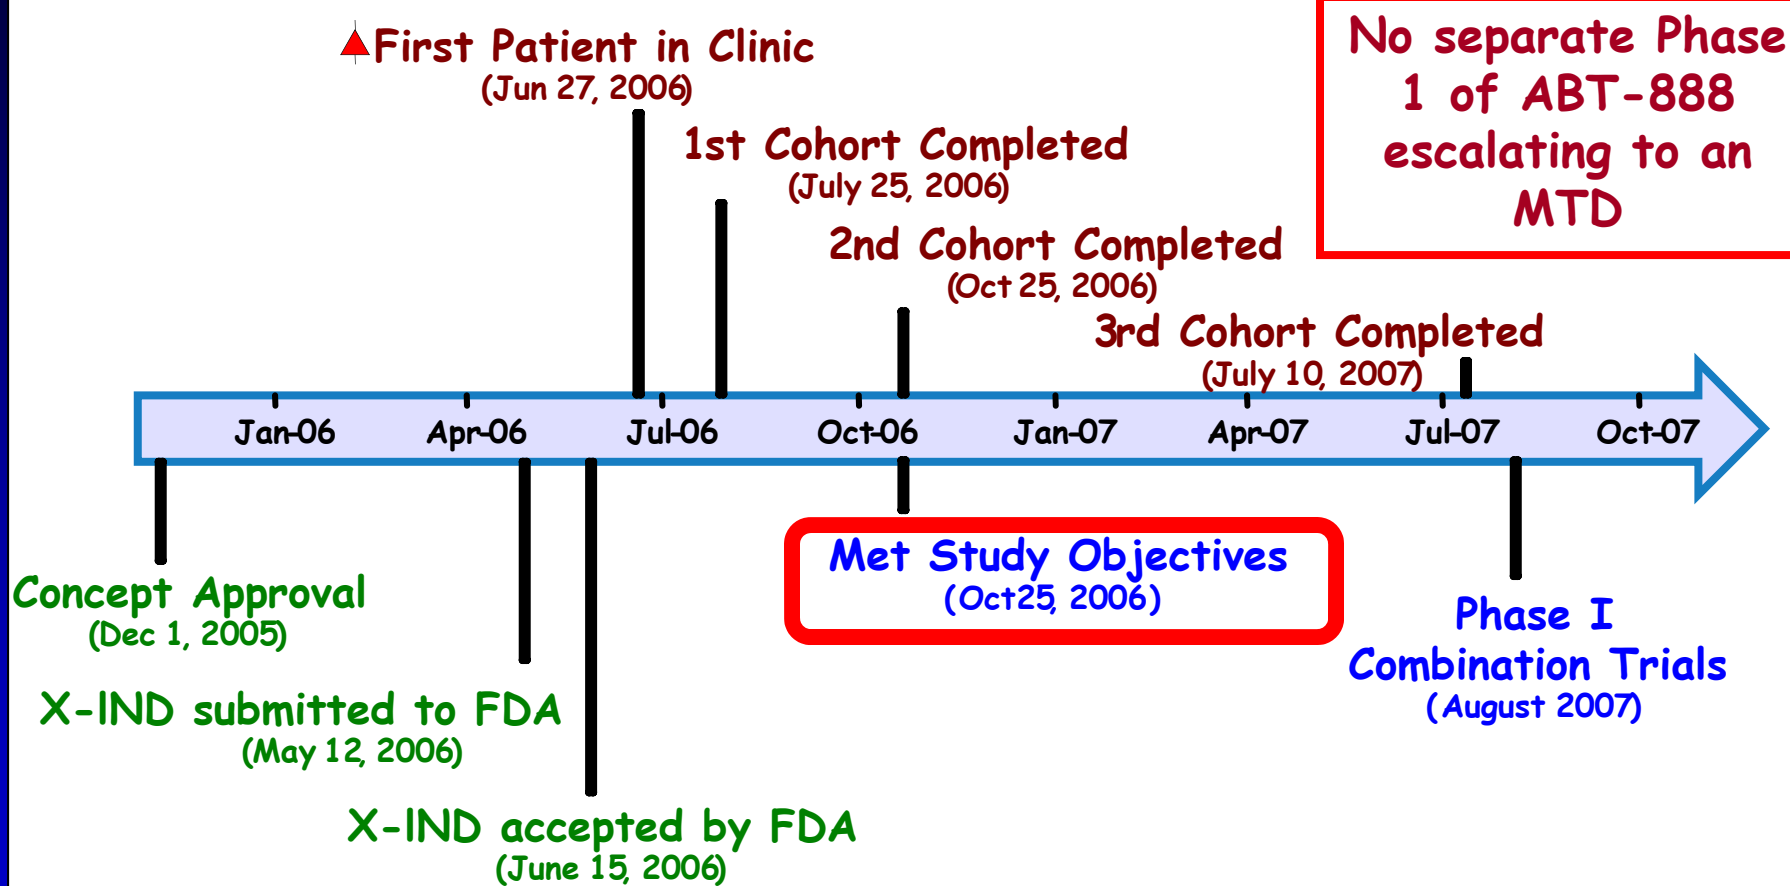 First Patient in Clinic
(Jun 27, 2006)
No separate Phase
1 of ABT-888
escalating to an
MTD
1st Cohort Completed
(July 25, 2006)
2nd Cohort Completed
(Oct 25, 2006)
3rd Cohort Completed
(July 10, 2007)
Jan-06 Apr-06 Jul-06 Oct-06 Jan-07 Apr-07 Jul-07 Oct-07
Concept Approval
(Dec 1, 2005)
X-IND submitted to FDA
(May 12, 2006)
X-IND accepted by FDA
(June 15, 2006)
Met Study Objectives
(Oct25, 2006)
Phase I
Combination Trials
(August 2007)